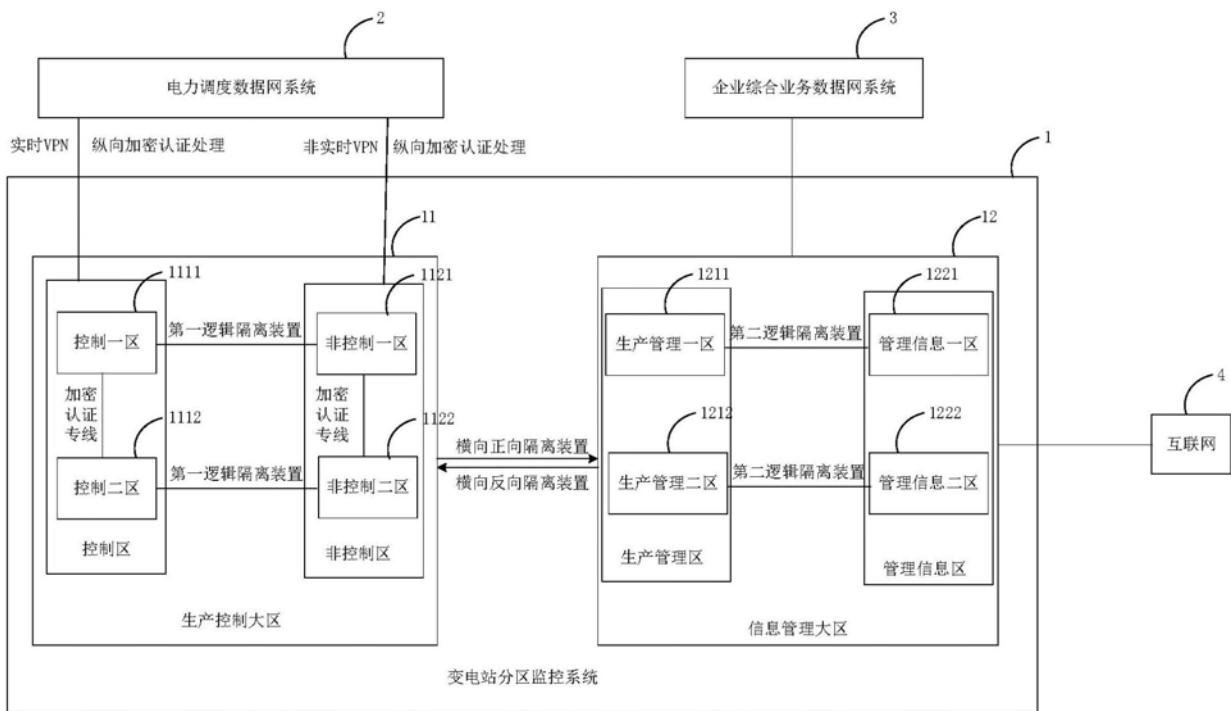 2
3
电力调度数据网系统
企业综合业务数据网系统
实时VPN
纵向加密认证处理
非实时VPN
纵向加密认证处理
1
11
12
1111
1121
1211
1221
控制一区
第一逻辑隔离装置
非控制一区
生产管理一区
第二逻辑隔离装置
管理信息一区
加密
认证
专线
加密
认证
专线
1112
1122
1212
1222
4
控制二区
第一逻辑隔离装置
非控制二区
横向正向隔离装置
横向反向隔离装置
生产管理二区
第二逻辑隔离装置
管理信息二区
互联网
控制区
非控制区
生产管理区
管理信息区
生产控制大区
信息管理大区
变电站分区监控系统